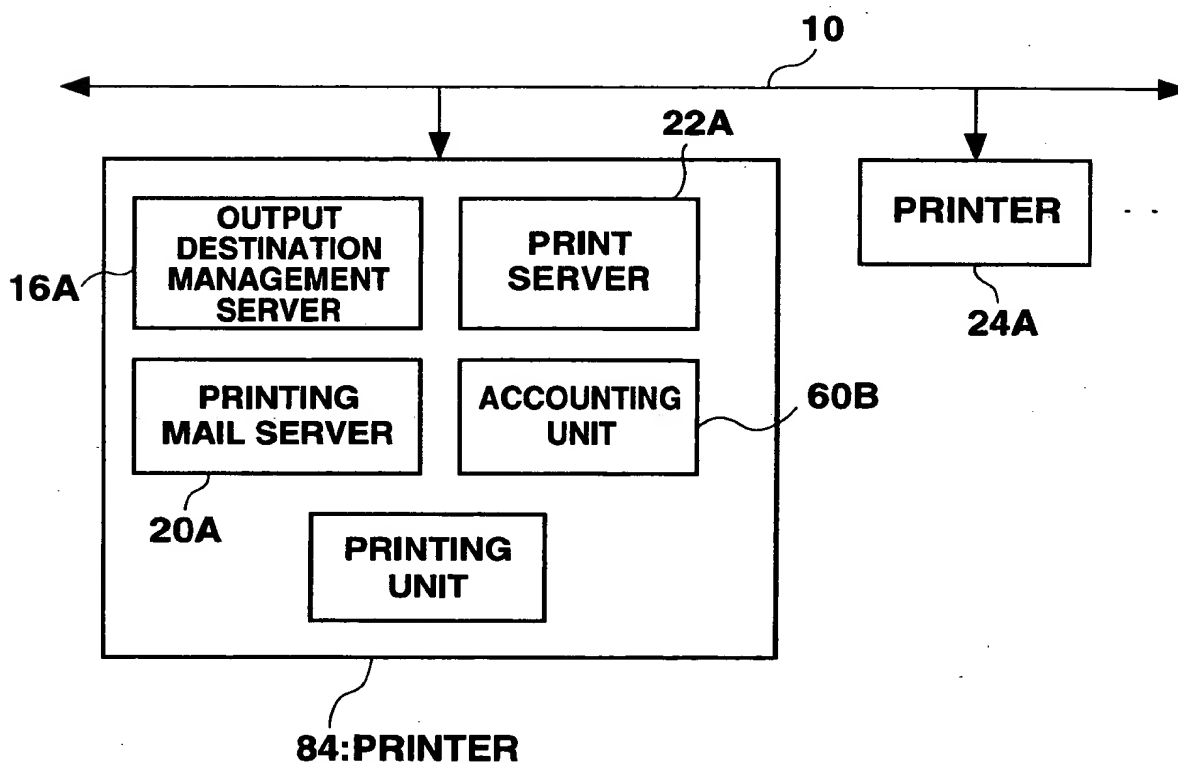 10
22A
OUTPUT
DESTINATION
MANAGEMENT
SERVER
PRINT
SERVER
PRINTER
16A
24A
PRINTING
MAIL SERVER
ACCOUNTING
UNIT
60B
20A
PRINTING
UNIT
84:PRINTER